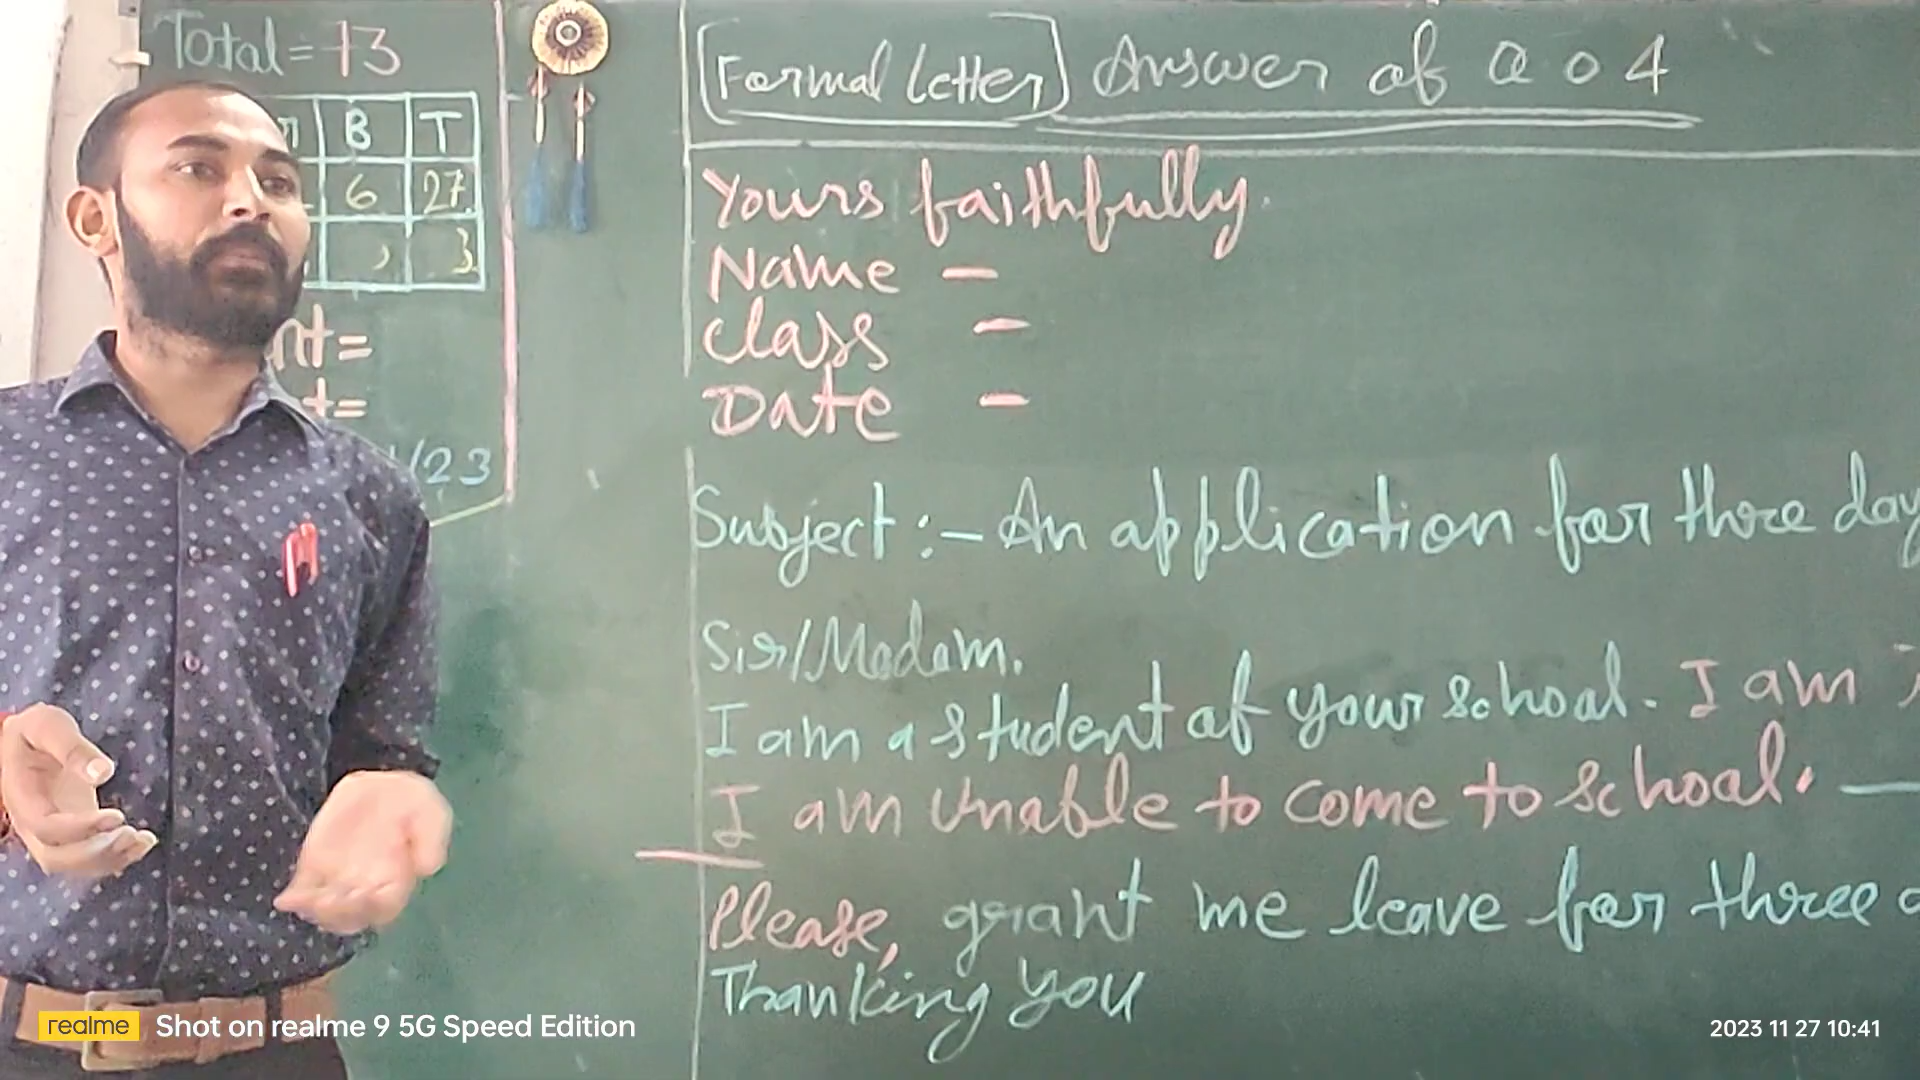 Total = 73
B T
6 27
, 3
nt=
t=
/23
[Formal Letter] Answer of Q o 4
Yours faithfully.
Name –
Class –
Date –
Subject :- An application for three day
Sir/Madam.
I am a student of your school. I am
I am unable to come to school. —
Please, grant me leave for three
Thanking you
realme Shot on realme 9 5G Speed Edition
2023 11 27 10:41